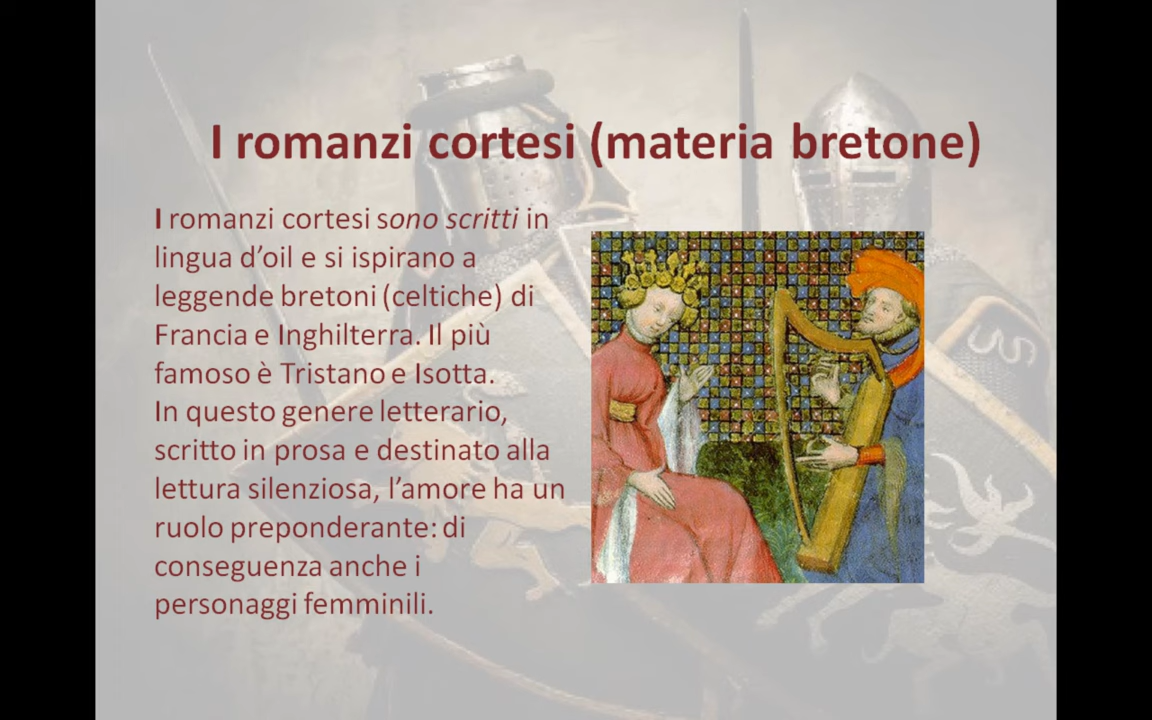 I romanzi cortesi (materia bretone)
I romanzi cortesi sono scritti in
lingua d'oil e si ispirano a
leggende bretoni (celtiche) di
Francia e Inghilterra. Il più
famoso è Tristano e Isotta.
In questo genere letterario,
scritto in prosa e destinato alla
lettura silenziosa, l'amore ha un
ruolo preponderante: di
conseguenza anche i
personaggi femminili.